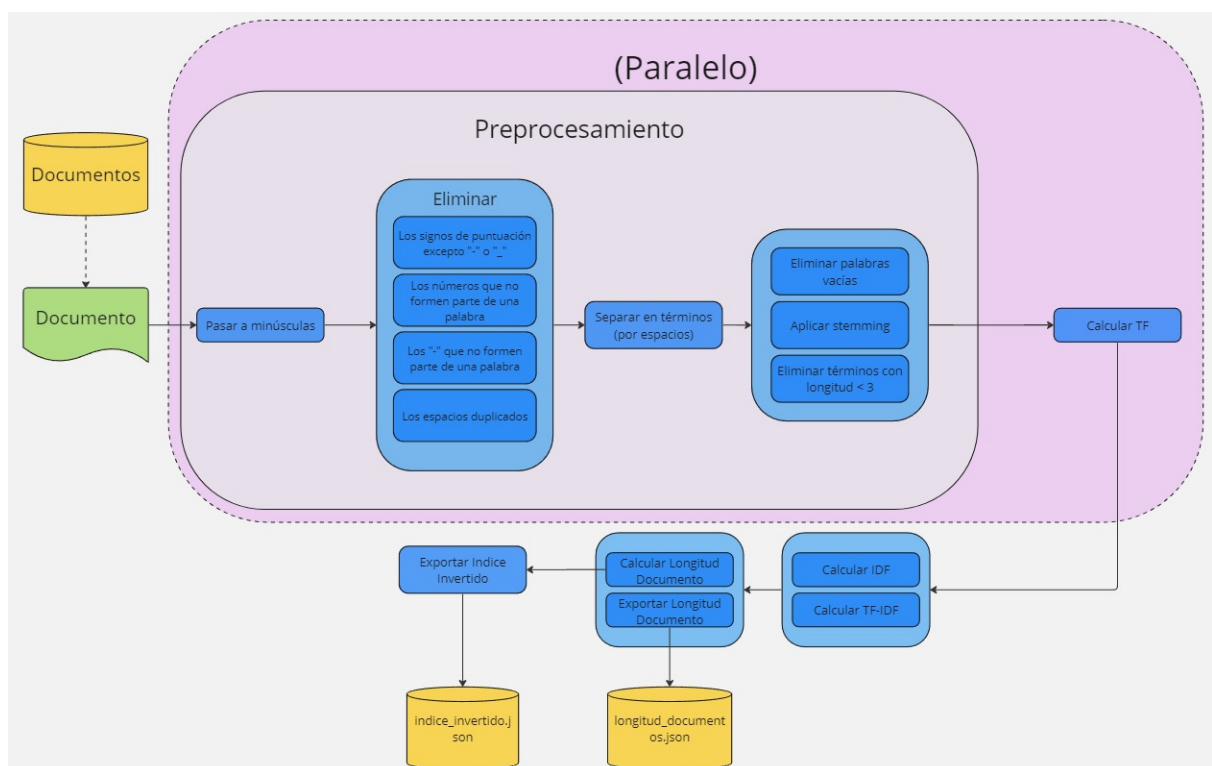 (Paralelo)
Preprocesamiento
Documentos
Documento
Pasar a minúsculas
Eliminar
Los signos de puntuación
excepto "-" o "_"
Los números que no
formen parte de una
palabra
Los "-" que no formen
parte de una palabra
Los espacios duplicados
Separar en términos
(por espacios)
Eliminar palabras
vacías
Aplicar stemming
Eliminar términos con
longitud < 3
Calcular TF
Calcular IDF
Calcular TF-IDF
Calcular Longitud
Documento
Exportar Longitud
Documento
Exportar Indice
Invertido
indice_invertido.j
son
longitud_document
os.json